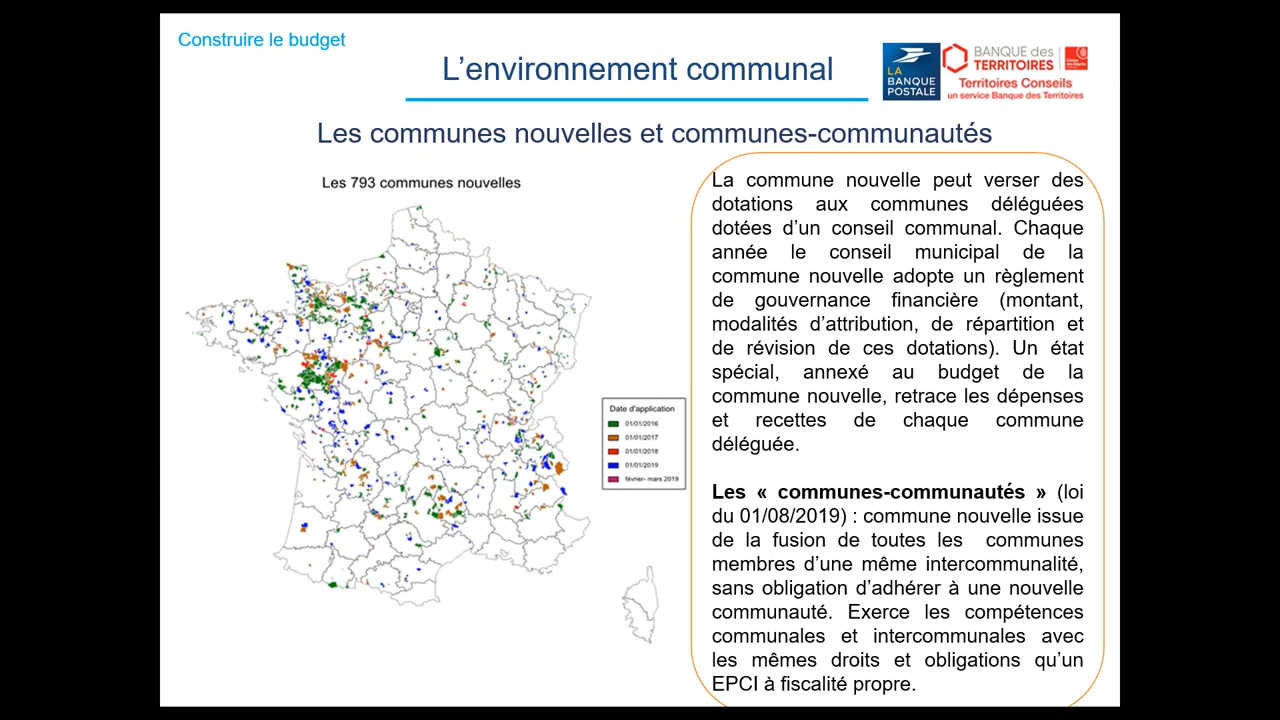 Construire le budget
L'environnement communal
LA
BANQUE
POSTALE
BANQUE des
TERRITOIRES
Territoires Conseils
un service Banque des Territoires
Les communes nouvelles et communes-communautés
Les 793 communes nouvelles
Date d'application
01/01/2016
01/01/2017
01/01/2018
01/01/2019
février- mars 2019
La commune nouvelle peut verser des
dotations aux communes déléguées
dotées d'un conseil communal. Chaque
année le conseil municipal de la
commune nouvelle adopte un règlement
de gouvernance financière (montant,
modalités d'attribution, de répartition et
de révision de ces dotations). Un état
spécial, annexé au budget de la
commune nouvelle, retrace les dépenses
et recettes de chaque commune
déléguée.
Les « communes-communautés » (loi
du 01/08/2019) : commune nouvelle issue
de la fusion de toutes les communes
membres d'une même intercommunalité,
sans obligation d'adhérer à une nouvelle
communauté. Exerce les compétences
communales et intercommunales avec
les mêmes droits et obligations qu'un
EPCI à fiscalité propre.